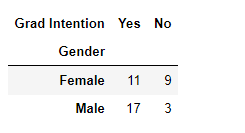 Grad Intention Yes No
Gender
Female 11 9
Male 17 3